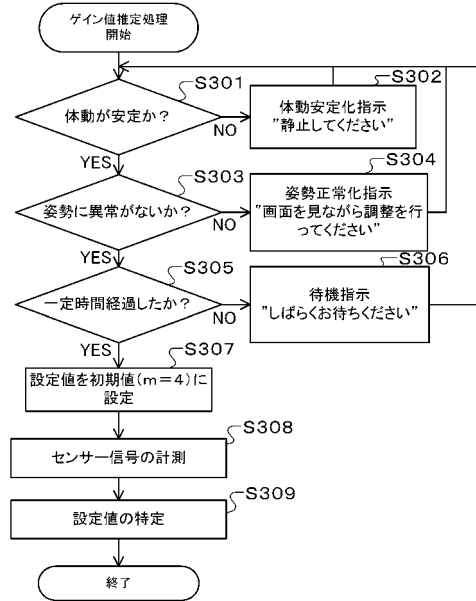 ゲイン値推定処理
開始
S301
体動が安定か？
NO
YES
S302
体動安定化指示
”静止してください”
S303
姿勢に異常がないか？
NO
YES
S304
姿勢正常化指示
”画面を見ながら調整を行
ってください”
S305
一定時間経過したか？
NO
YES
S306
待機指示
”しばらくお待ちください”
S307
設定値を初期値（ｍ＝４）に
設定
S308
センサー信号の計測
S309
設定値の特定
終了